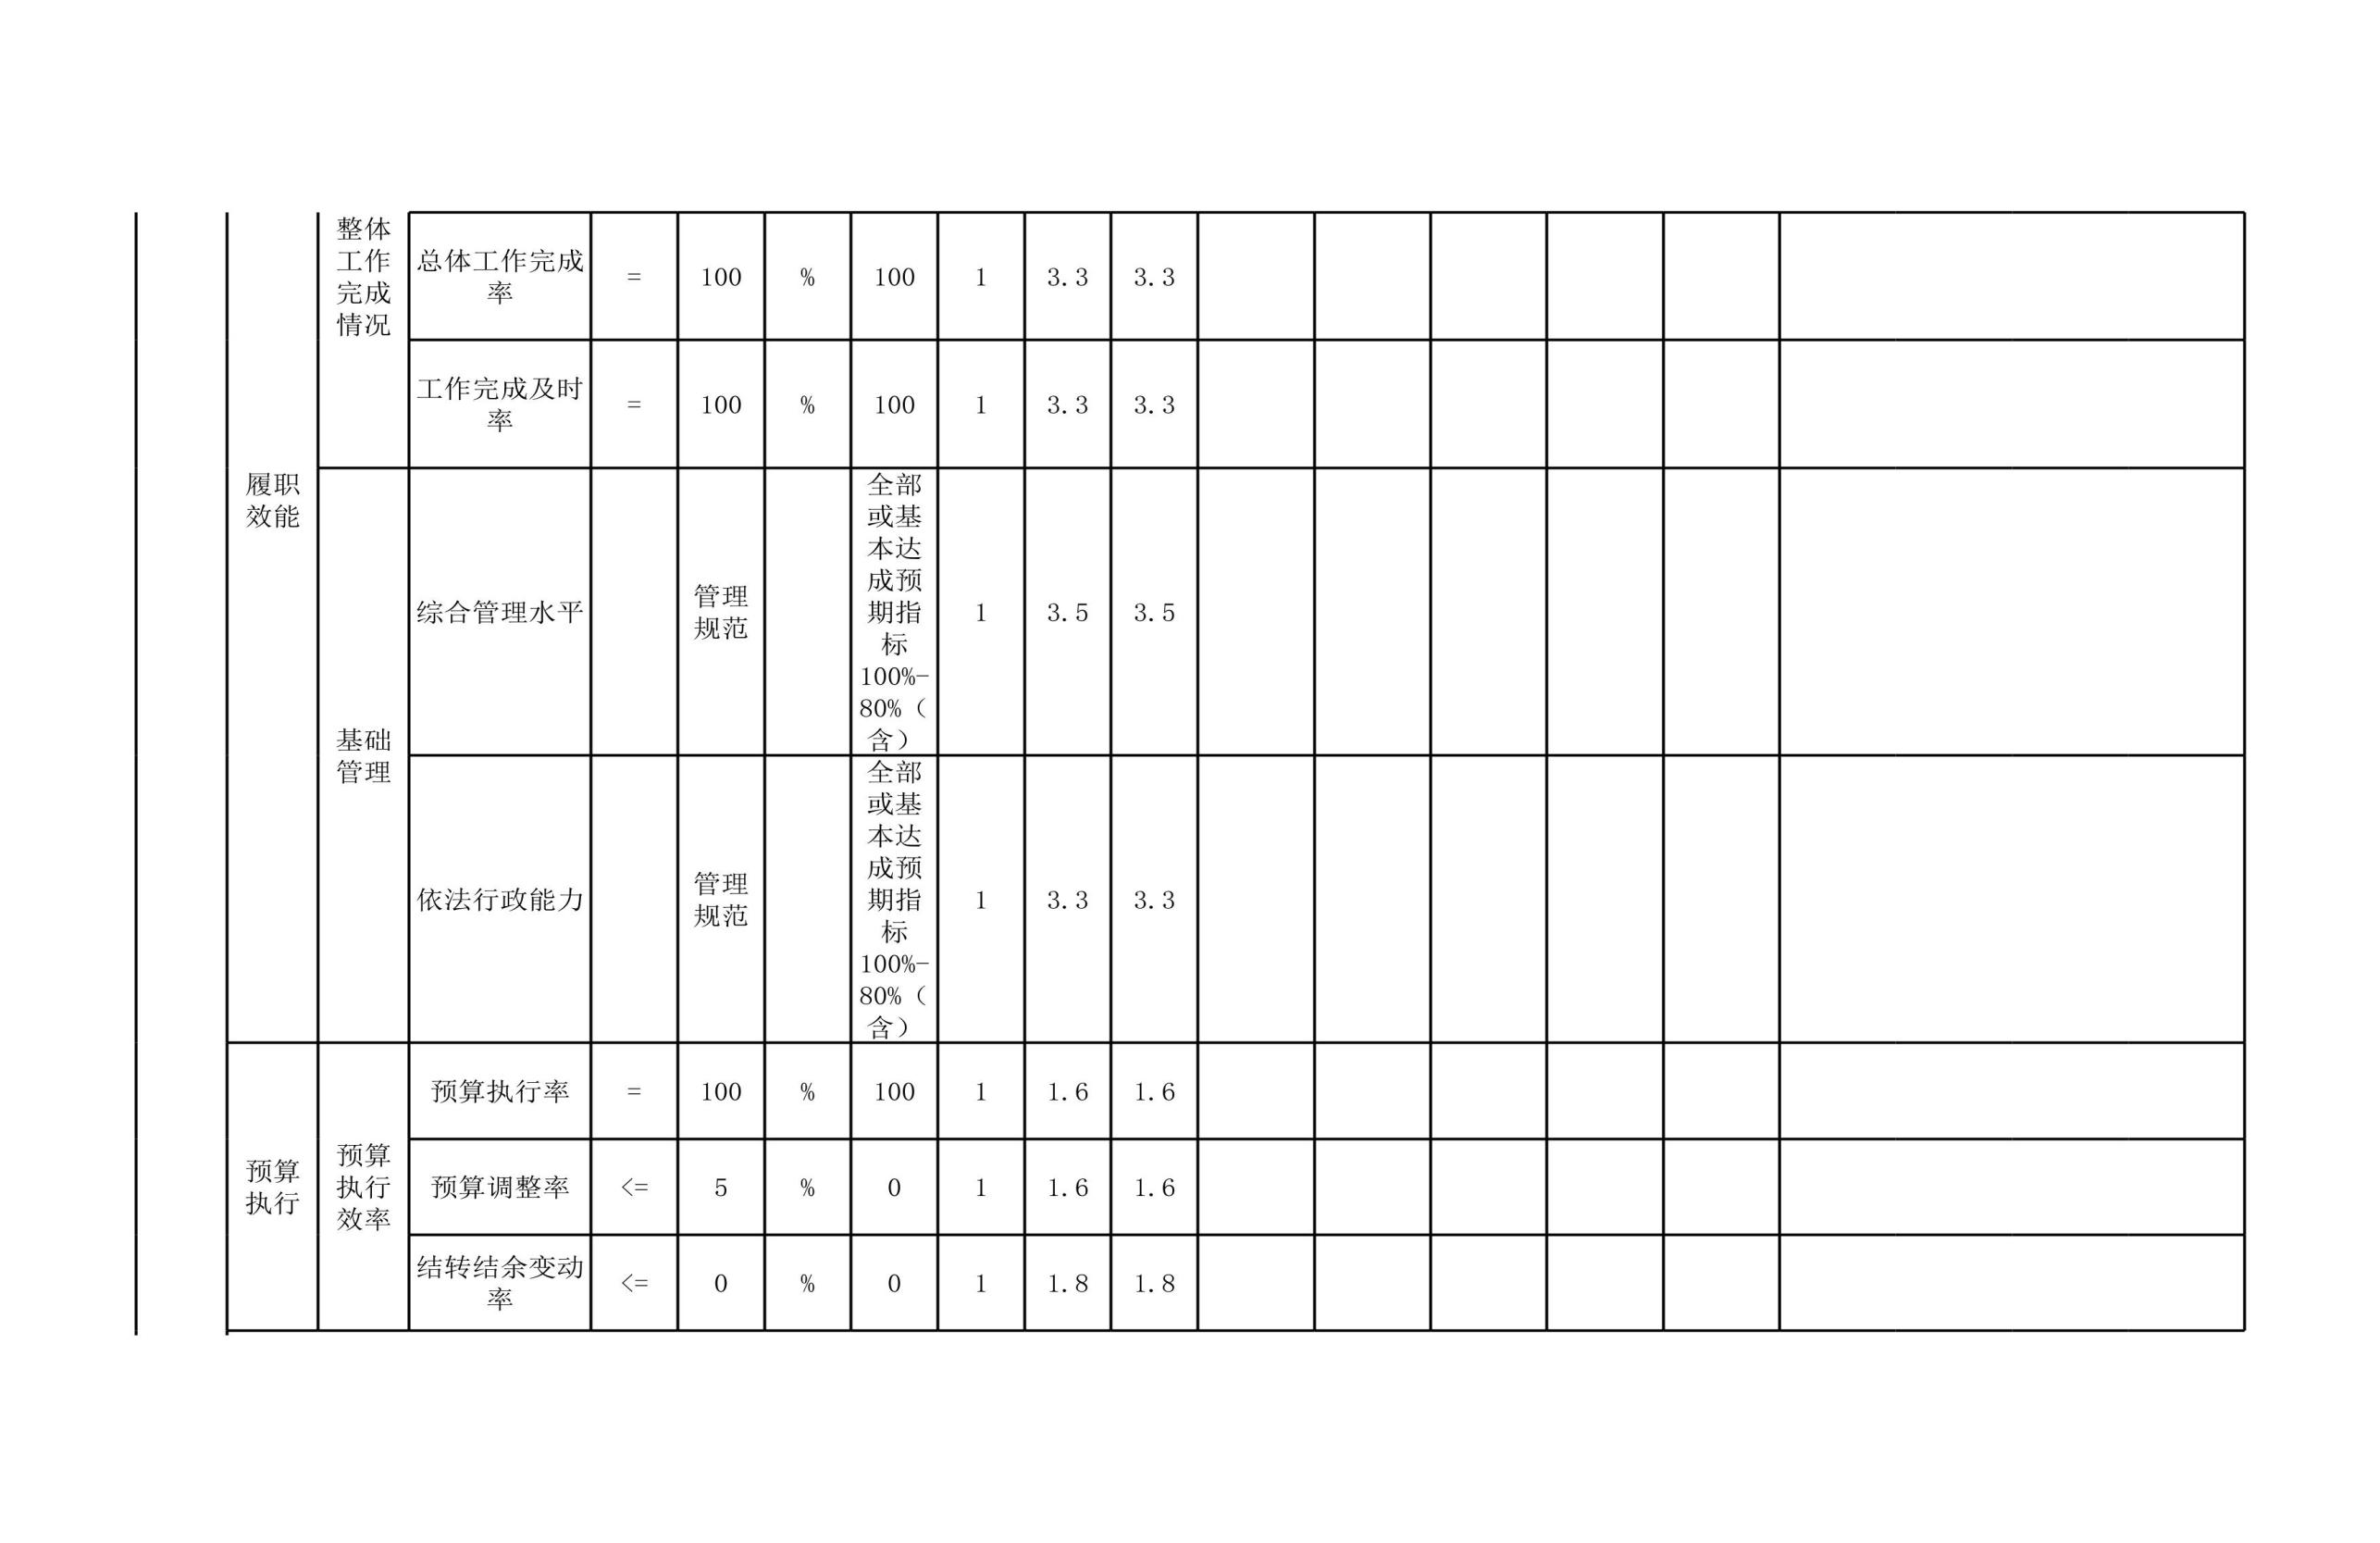 履职
效能
整体
工作
完成
情况
总体工作完成
率
=
100
%
100
1
3.3
3.3
工作完成及时
率
=
100
%
100
1
3.3
3.3
基础
管理
综合管理水平
管理
规范
全部
或基
本达
成预
期指
标
100%-
80%（
含）
1
3.5
3.5
依法行政能力
管理
规范
全部
或基
本达
成预
期指
标
100%-
80%（
含）
1
3.3
3.3
预算
执行
预算
执行
效率
预算执行率
=
100
%
100
1
1.6
1.6
预算调整率
<=
5
%
0
1
1.6
1.6
结转结余变动
率
<=
0
%
0
1
1.8
1.8